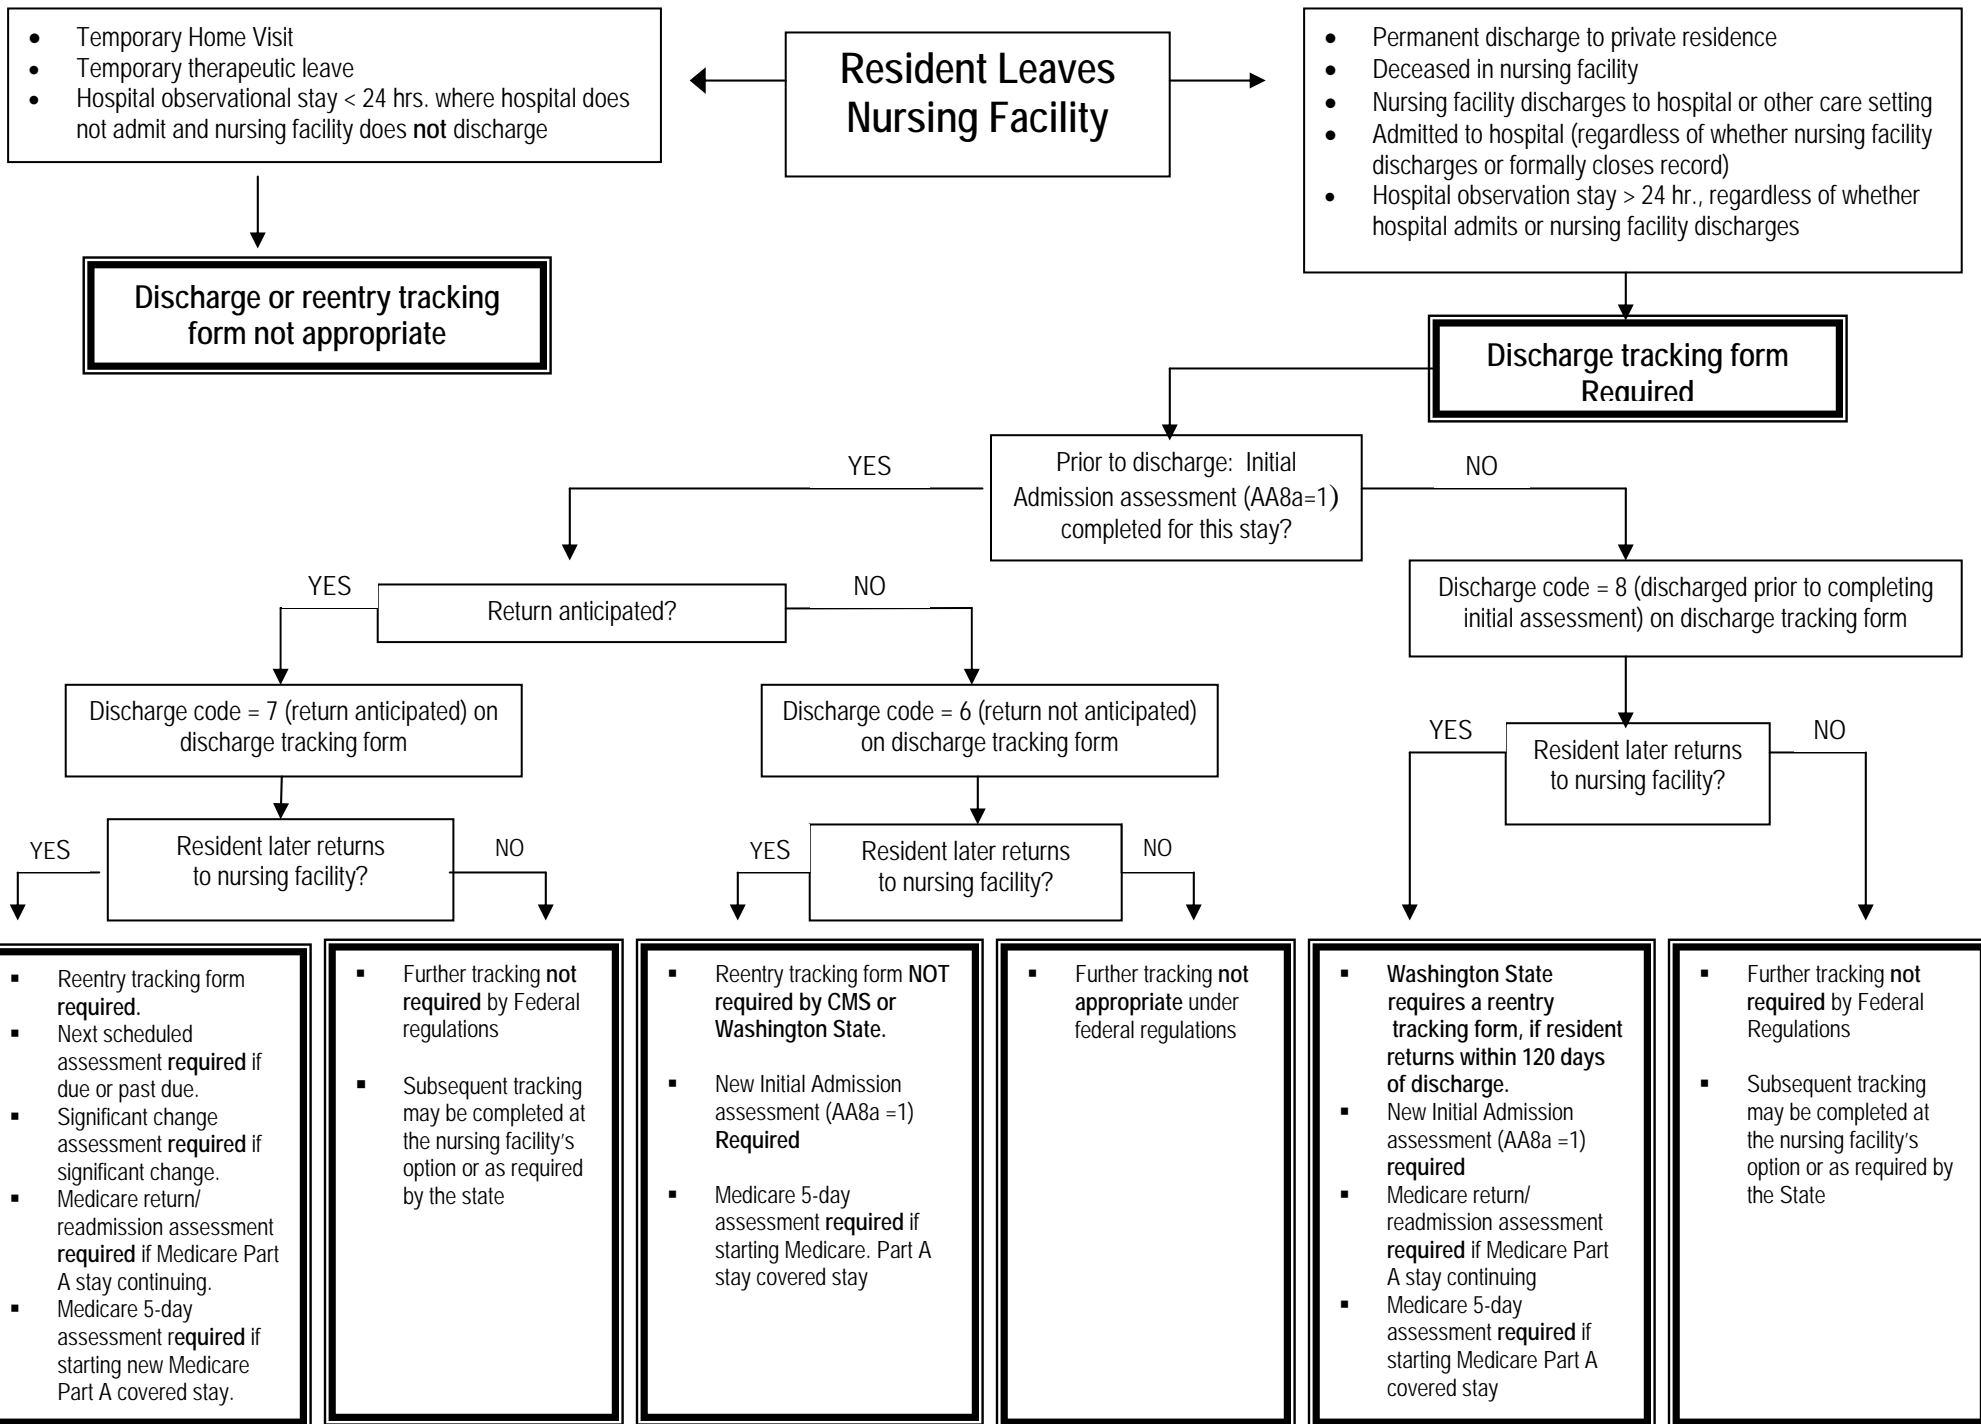 • Temporary Home Visit
• Temporary therapeutic leave
• Hospital observational stay < 24 hrs. where hospital does
not admit and nursing facility does not discharge
Resident Leaves
Nursing Facility
• Permanent discharge to private residence
• Deceased in nursing facility
• Nursing facility discharges to hospital or other care setting
• Admitted to hospital (regardless of whether nursing facility
discharges or formally closes record)
• Hospital observation stay > 24 hr., regardless of whether
hospital admits or nursing facility discharges
Discharge or reentry tracking
form not appropriate
Discharge tracking form
Required
YES
Prior to discharge: Initial
Admission assessment (AA8a=1)
completed for this stay?
NO
YES
Return anticipated?
NO
Discharge code = 8 (discharged prior to completing
initial assessment) on discharge tracking form
Discharge code = 7 (return anticipated) on
discharge tracking form
Discharge code = 6 (return not anticipated)
on discharge tracking form
YES
Resident later returns
to nursing facility?
NO
YES
Resident later returns
to nursing facility?
NO
YES
Resident later returns
to nursing facility?
NO
▪ Reentry tracking form
required.
▪ Next scheduled
assessment required if
due or past due.
▪ Significant change
assessment required if
significant change.
▪ Medicare return/
readmission assessment
required if Medicare Part
A stay continuing.
▪ Medicare 5-day
assessment required if
starting new Medicare
Part A covered stay.
▪ Further tracking not
required by Federal
regulations
▪ Subsequent tracking
may be completed at
the nursing facility's
option or as required
by the state
▪ Reentry tracking form NOT
required by CMS or
Washington State.
▪ New Initial Admission
assessment (AA8a =1)
Required
▪ Medicare 5-day
assessment required if
starting Medicare. Part A
stay covered stay
▪ Further tracking not
appropriate under
federal regulations
▪ Washington State
requires a reentry
tracking form, if resident
returns within 120 days
of discharge.
▪ New Initial Admission
assessment (AA8a =1)
required
▪ Medicare return/
readmission assessment
required if Medicare Part
A stay continuing
▪ Medicare 5-day
assessment required if
starting Medicare Part A
covered stay
▪ Further tracking not
required by Federal
Regulations
▪ Subsequent tracking
may be completed at
the nursing facility's
option or as required by
the State